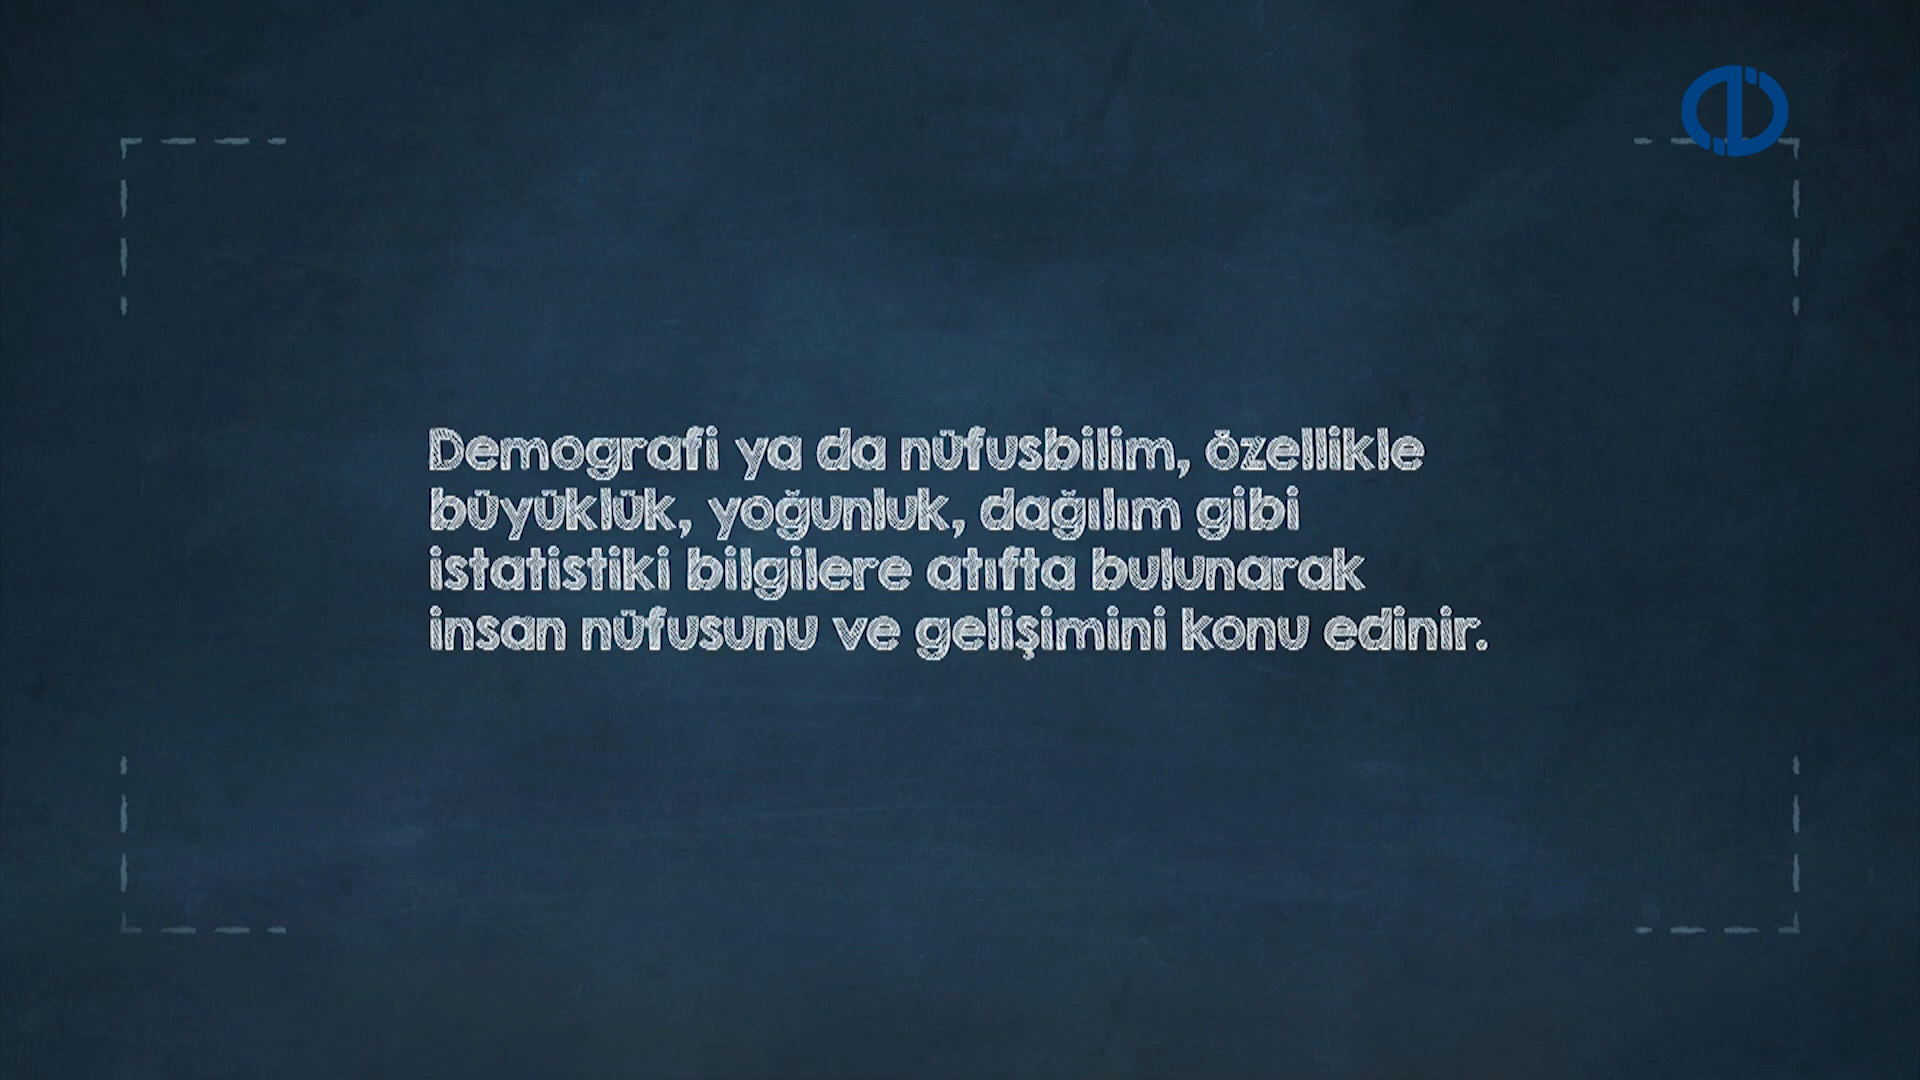 Demografi ya da nüfusbilim, özellikle
büyüklük, yoğunluk, dağılım gibi
istatistiki bilgilere atıfta bulunarak
insan nüfusunu ve gelişimini konu edinir.